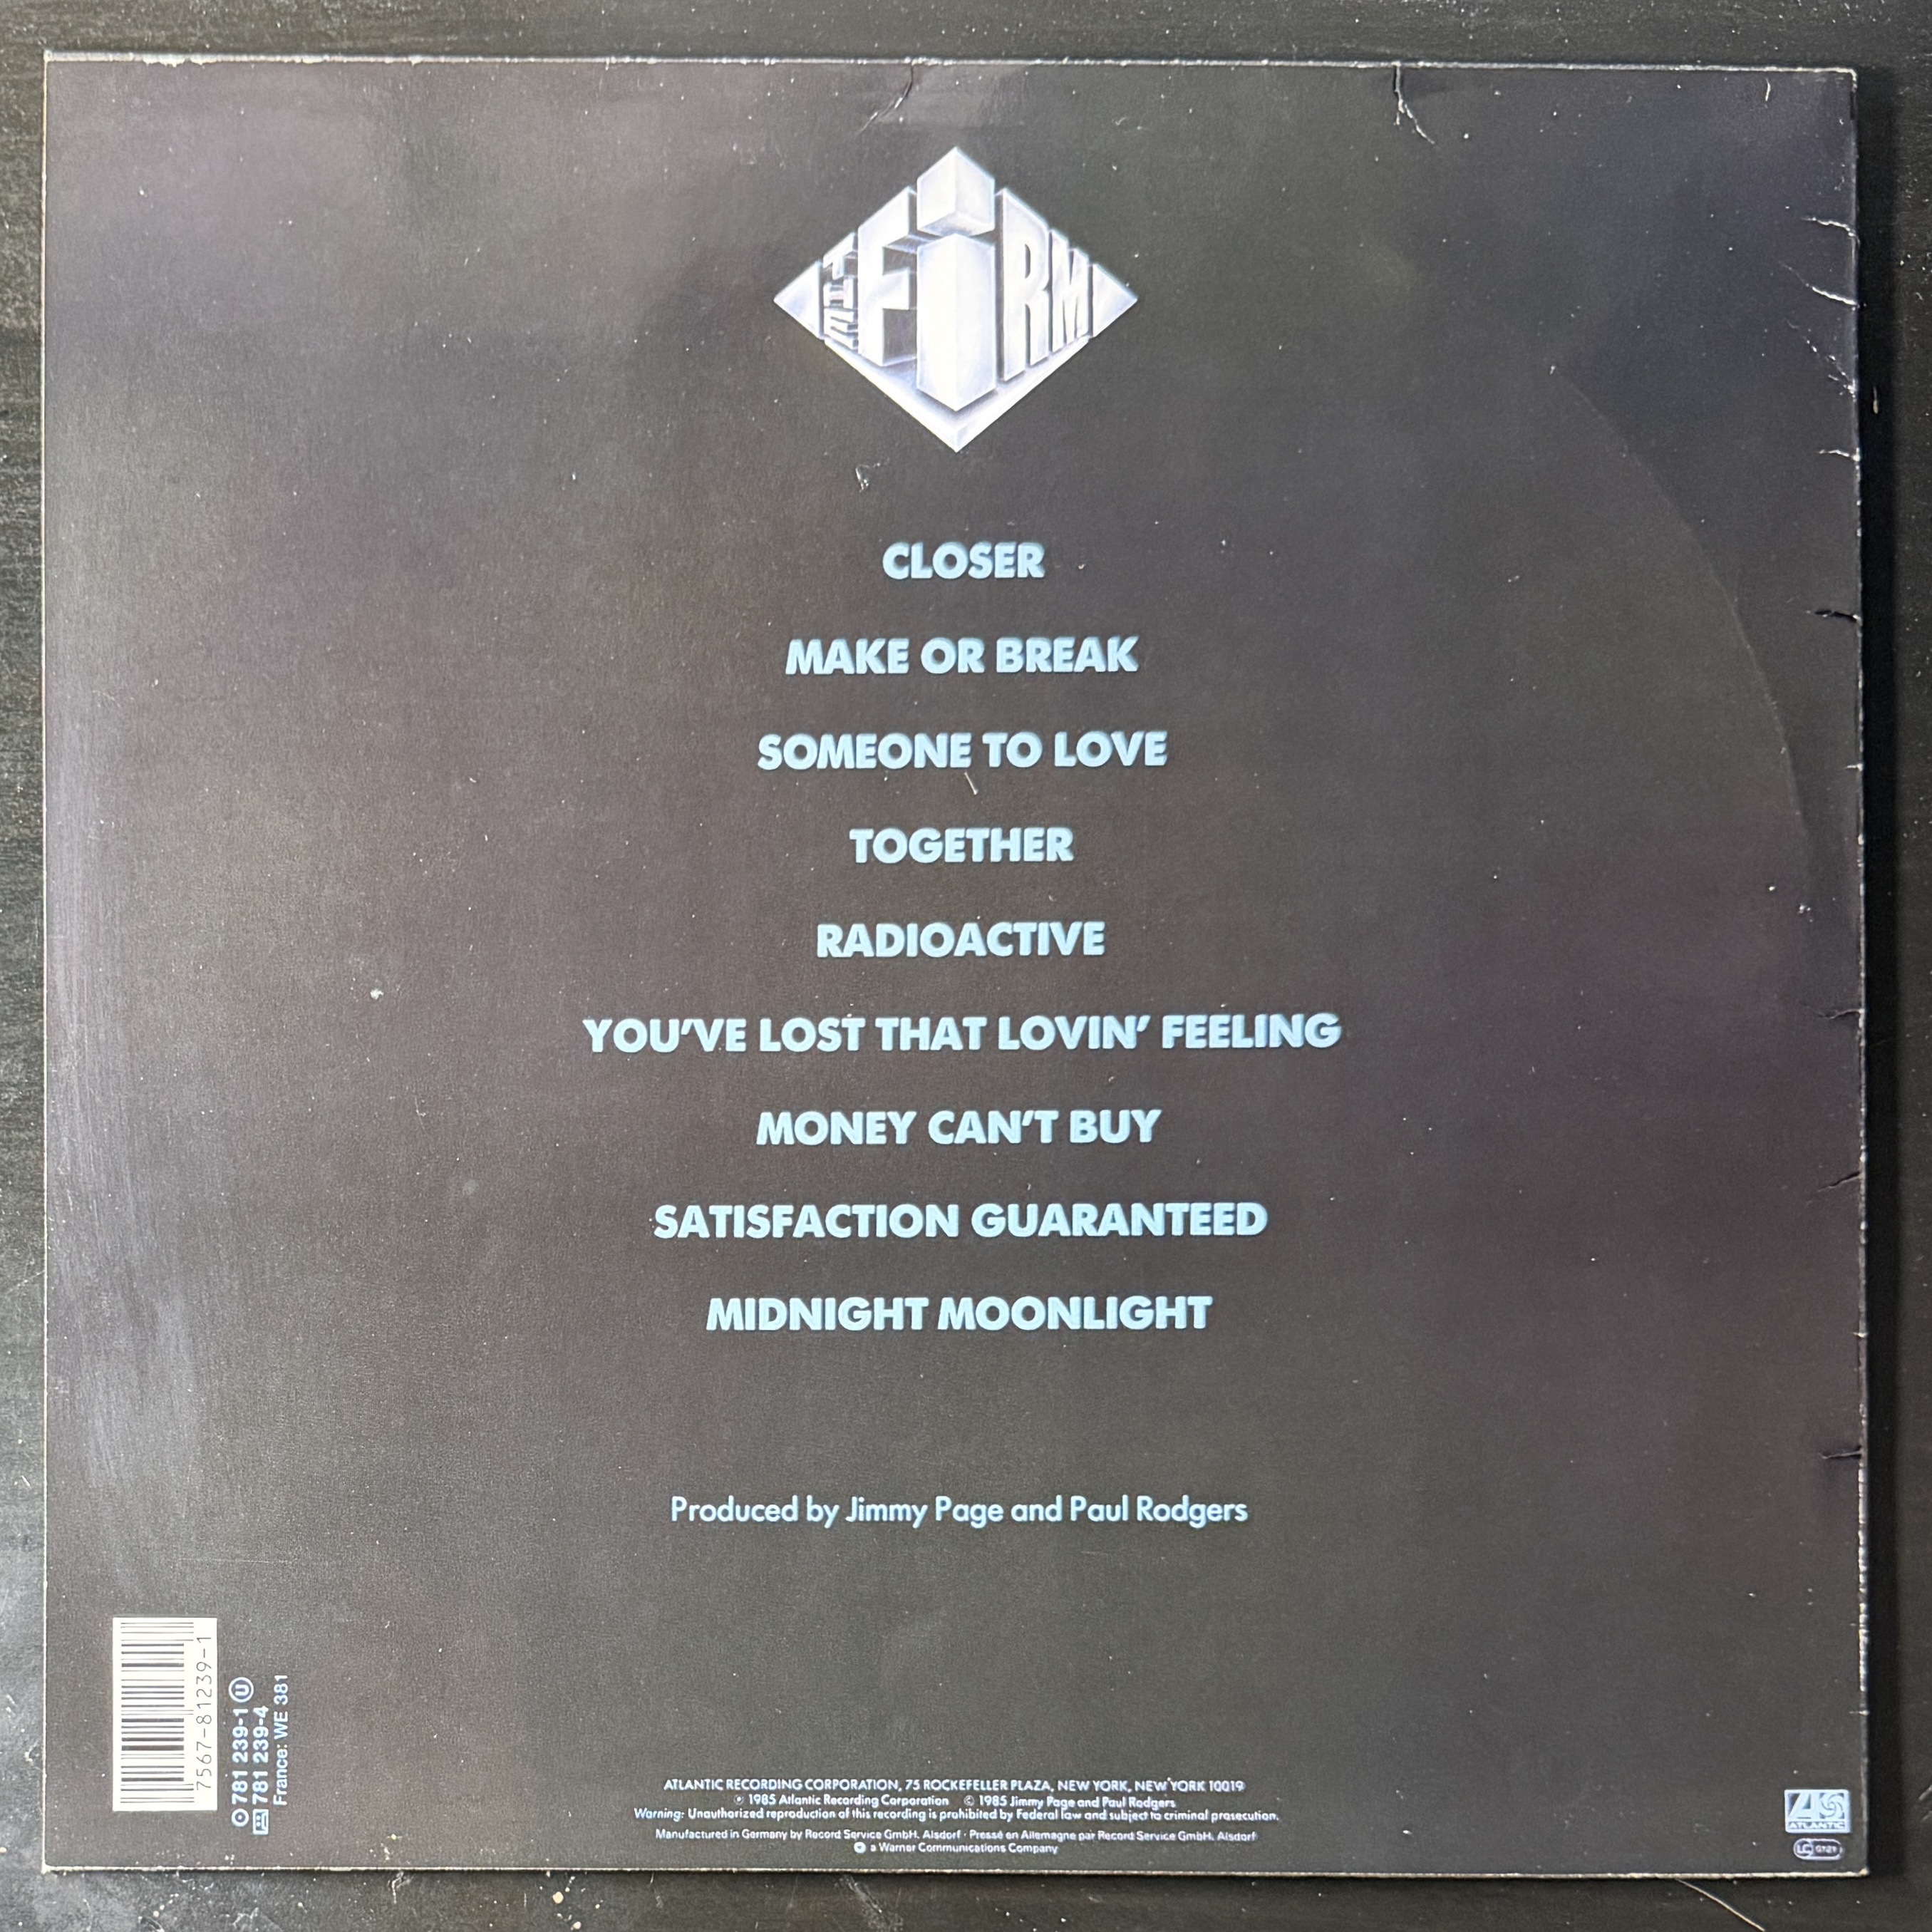 THE FiRM
CLOSER
MAKE OR BREAK
SOMEONE TO LOVE
TOGETHER
RADIOACTIVE
YOU'VE LOST THAT LOVIN' FEELING
MONEY CAN'T BUY
SATISFACTION GUARANTEED
MIDNIGHT MOONLIGHT
Produced by Jimmy Page and Paul Rodgers
7567-81239-1
781 239-1 Ⓤ
781 239-4
France: WE 381
ATLANTIC RECORDING CORPORATION, 75 ROCKEFELLER PLAZA, NEW YORK, NEW YORK 10019
℗ 1985 Atlantic Recording Corporation © 1985 Jimmy Page and Paul Rodgers
Warning: Unauthorized reproduction of this recording is prohibited by Federal law and subject to criminal prosecution.
Manufactured in Germany by Record Service GmbH. Alsdorf · Pressé en Allemagne par Record Service GmbH. Alsdorf
a Warner Communications Company
ATLANTIC
LC